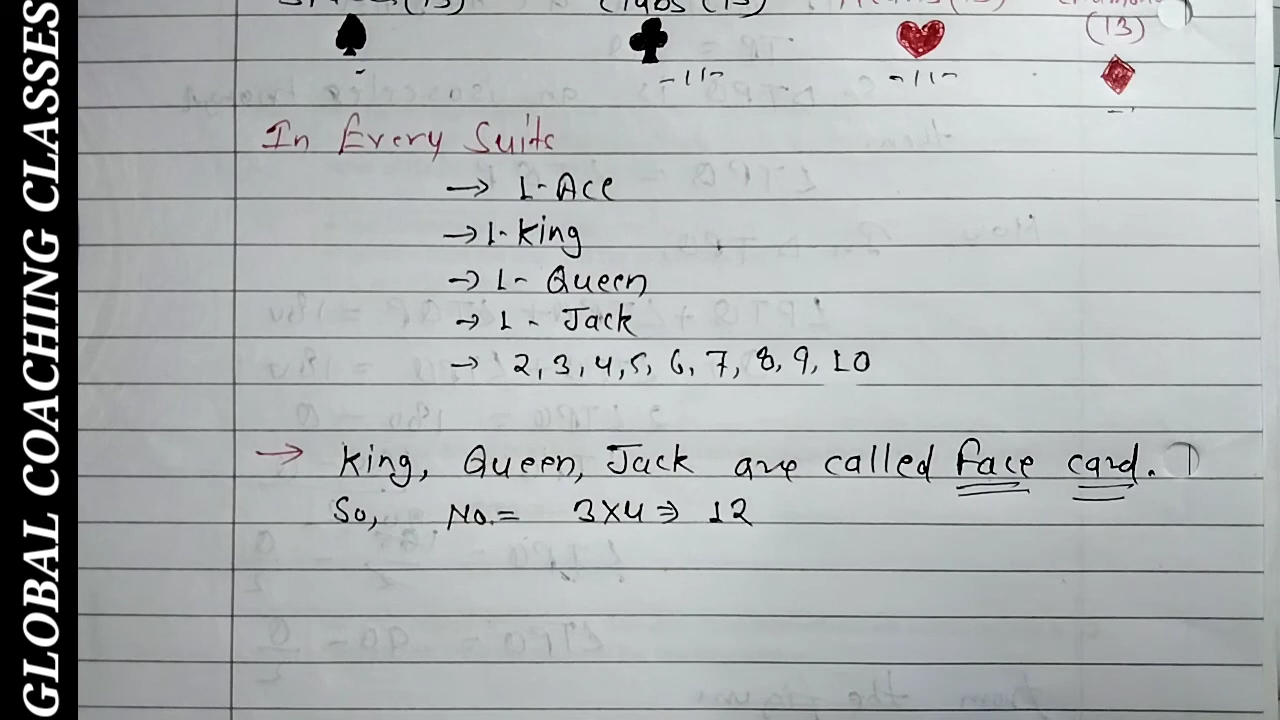 (13)
In Every Suits
→ 1-Ace
→ 1-King
→ 1- Queen
→ 1 - Jack
→ 2, 3, 4, 5, 6, 7, 8, 9, 10
→ King, Queen, Jack are called Face card.
So, No. = 3×4 ⇒ 12
GLOBAL COACHING CLASSES